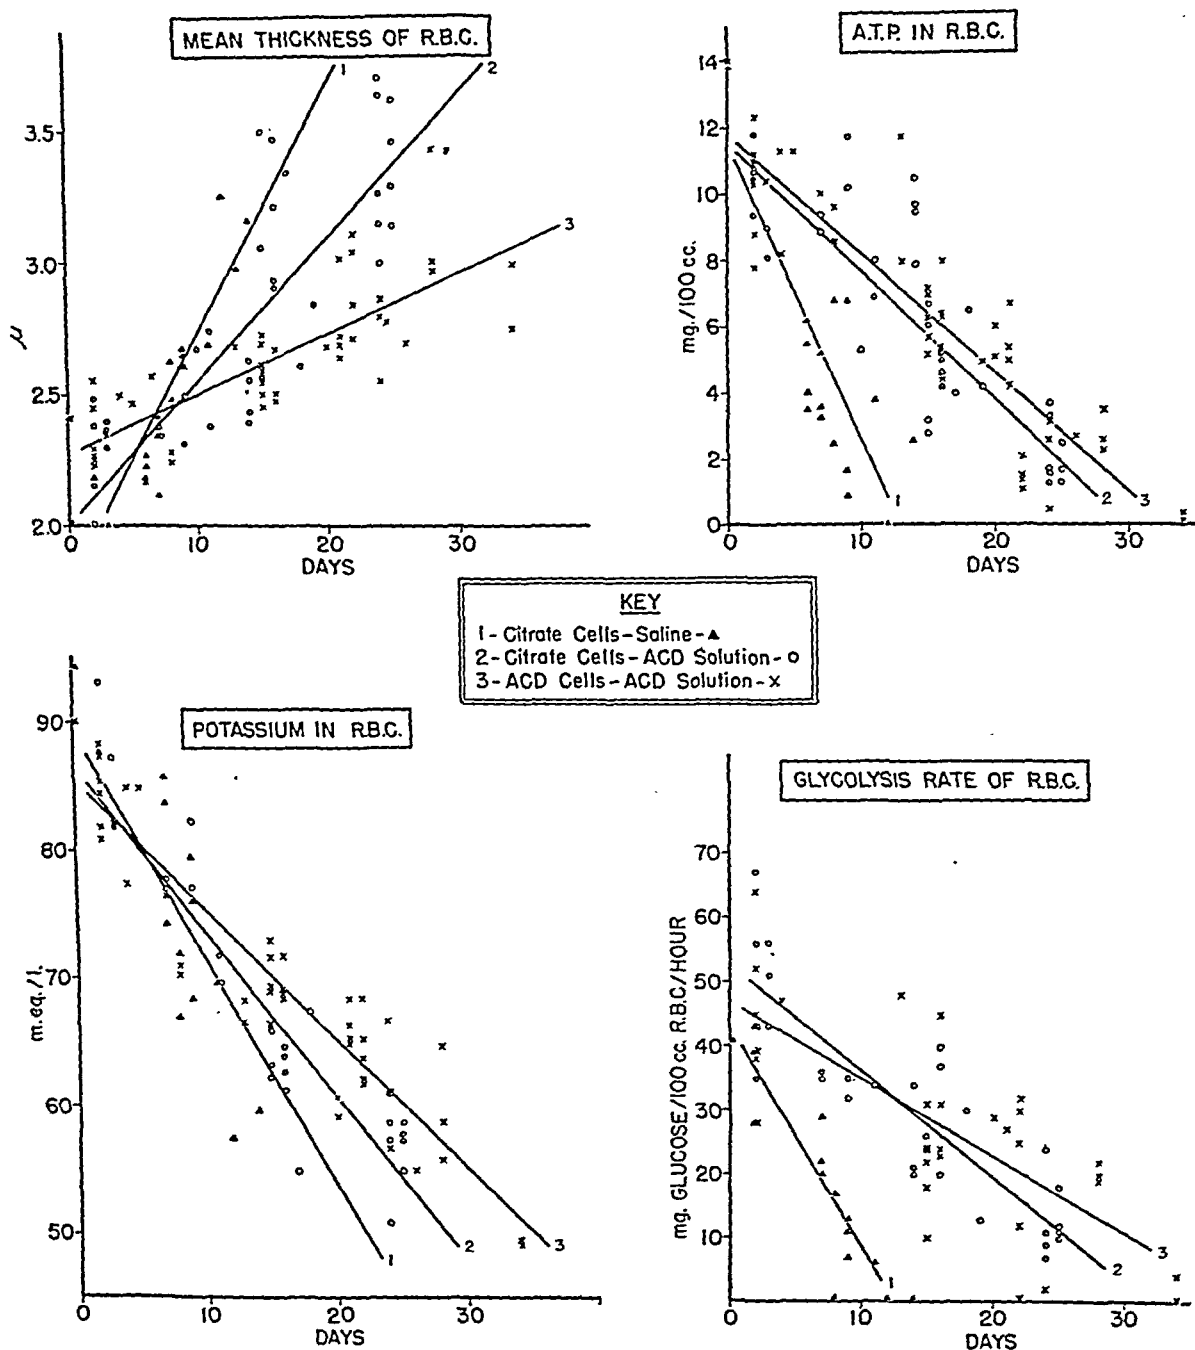 MEAN THICKNESS OF R.B.C.
μ
3.5
3.0
2.5
2.0
0 10 20 30
DAYS
1
2
3
A.T.P. IN R.B.C.
mg./100 cc.
14
12
10
8
6
4
2
0
0 10 20 30
DAYS
1
2
3
KEY
1 - Citrate Cells - Saline - ▲
2 - Citrate Cells - ACD Solution - o
3 - ACD Cells - ACD Solution - x
POTASSIUM IN R.B.C.
m.eq./l.
90
80
70
60
50
0 10 20 30
DAYS
1
2
3
GLYCOLYSIS RATE OF R.B.C.
mg. GLUCOSE/100 cc. R.B.C/HOUR
70
60
50
40
30
20
10
0 10 20 30
DAYS
1
2
3